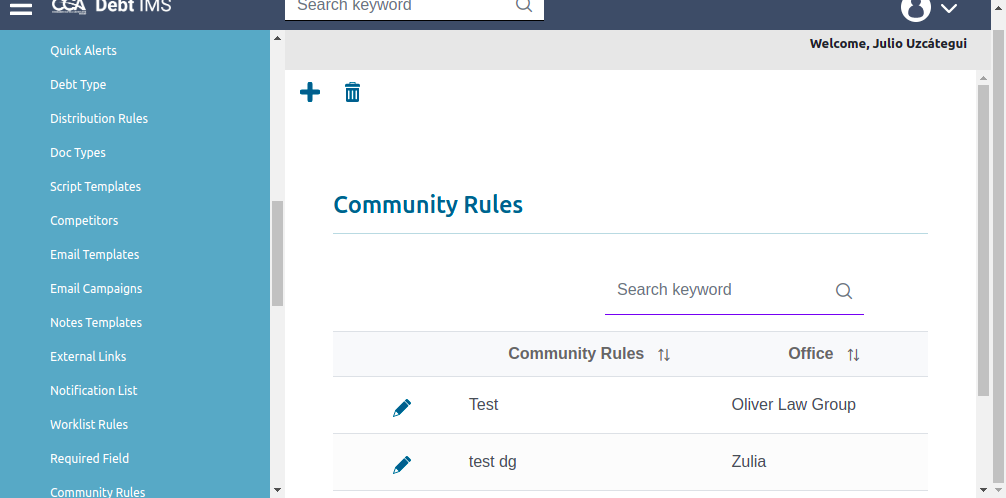 CCA Debt IMS
Search keyword
Welcome, Julio Uzcátegui
Quick Alerts
Debt Type
Distribution Rules
Doc Types
Script Templates
Competitors
Email Templates
Email Campaigns
Notes Templates
External Links
Notification List
Worklist Rules
Required Field
Community Rules
Community Rules
Search keyword
Community Rules Office
Test Oliver Law Group
test dg Zulia